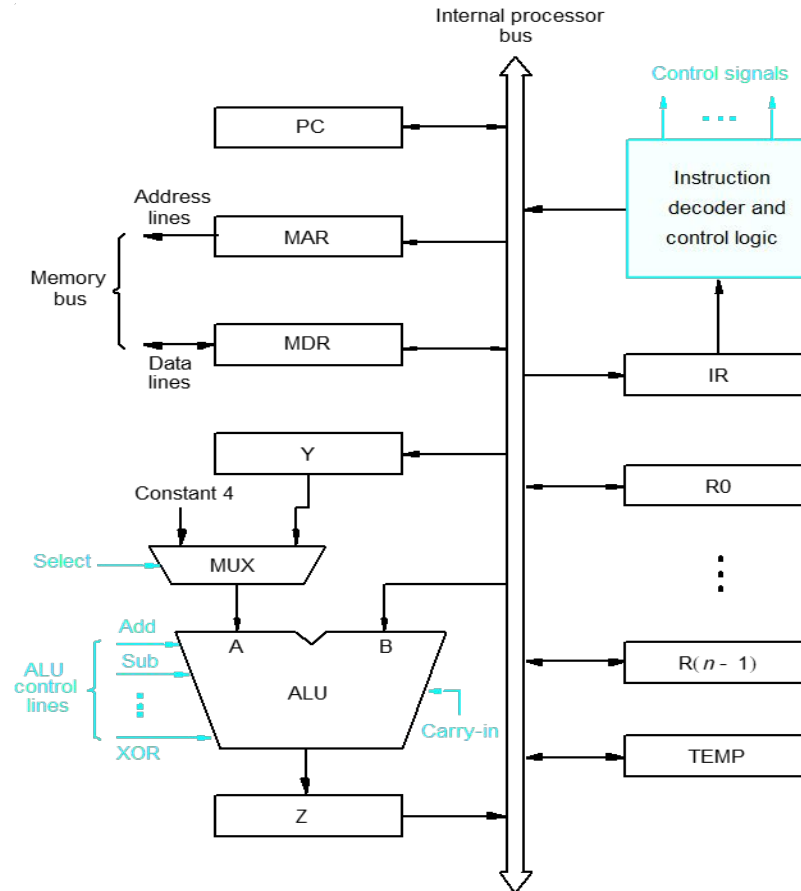 Internal processor
bus
Control signals
PC
Instruction
decoder and
control logic
Address
lines
MAR
Memory
bus
MDR
Data
lines
IR
Y
Constant 4
R0
Select
MUX
Add
A
B
Sub
ALU
control
lines
ALU
R(n - 1)
Carry-in
XOR
TEMP
Z